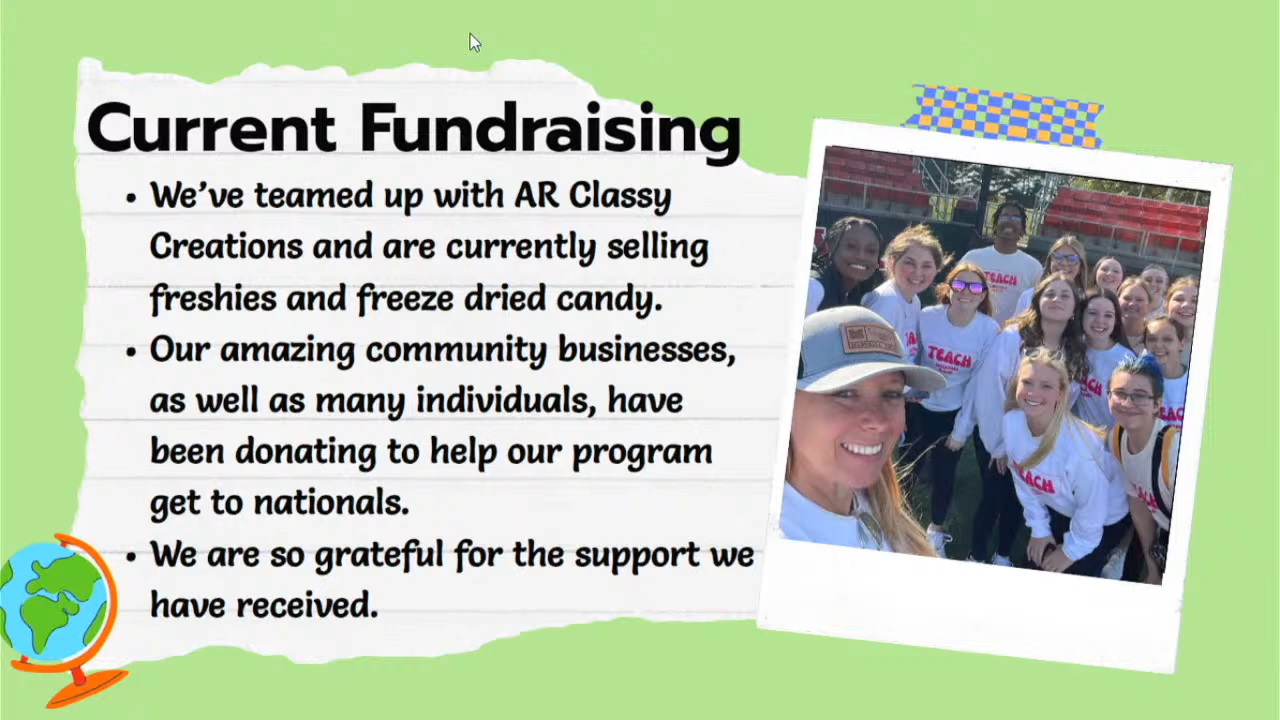 Current Fundraising
• We've teamed up with AR Classy
Creations and are currently selling
freshies and freeze dried candy.
• Our amazing community businesses,
as well as many individuals, have
been donating to help our program
get to nationals.
• We are so grateful for the support we
have received.
TEACH
TEACH